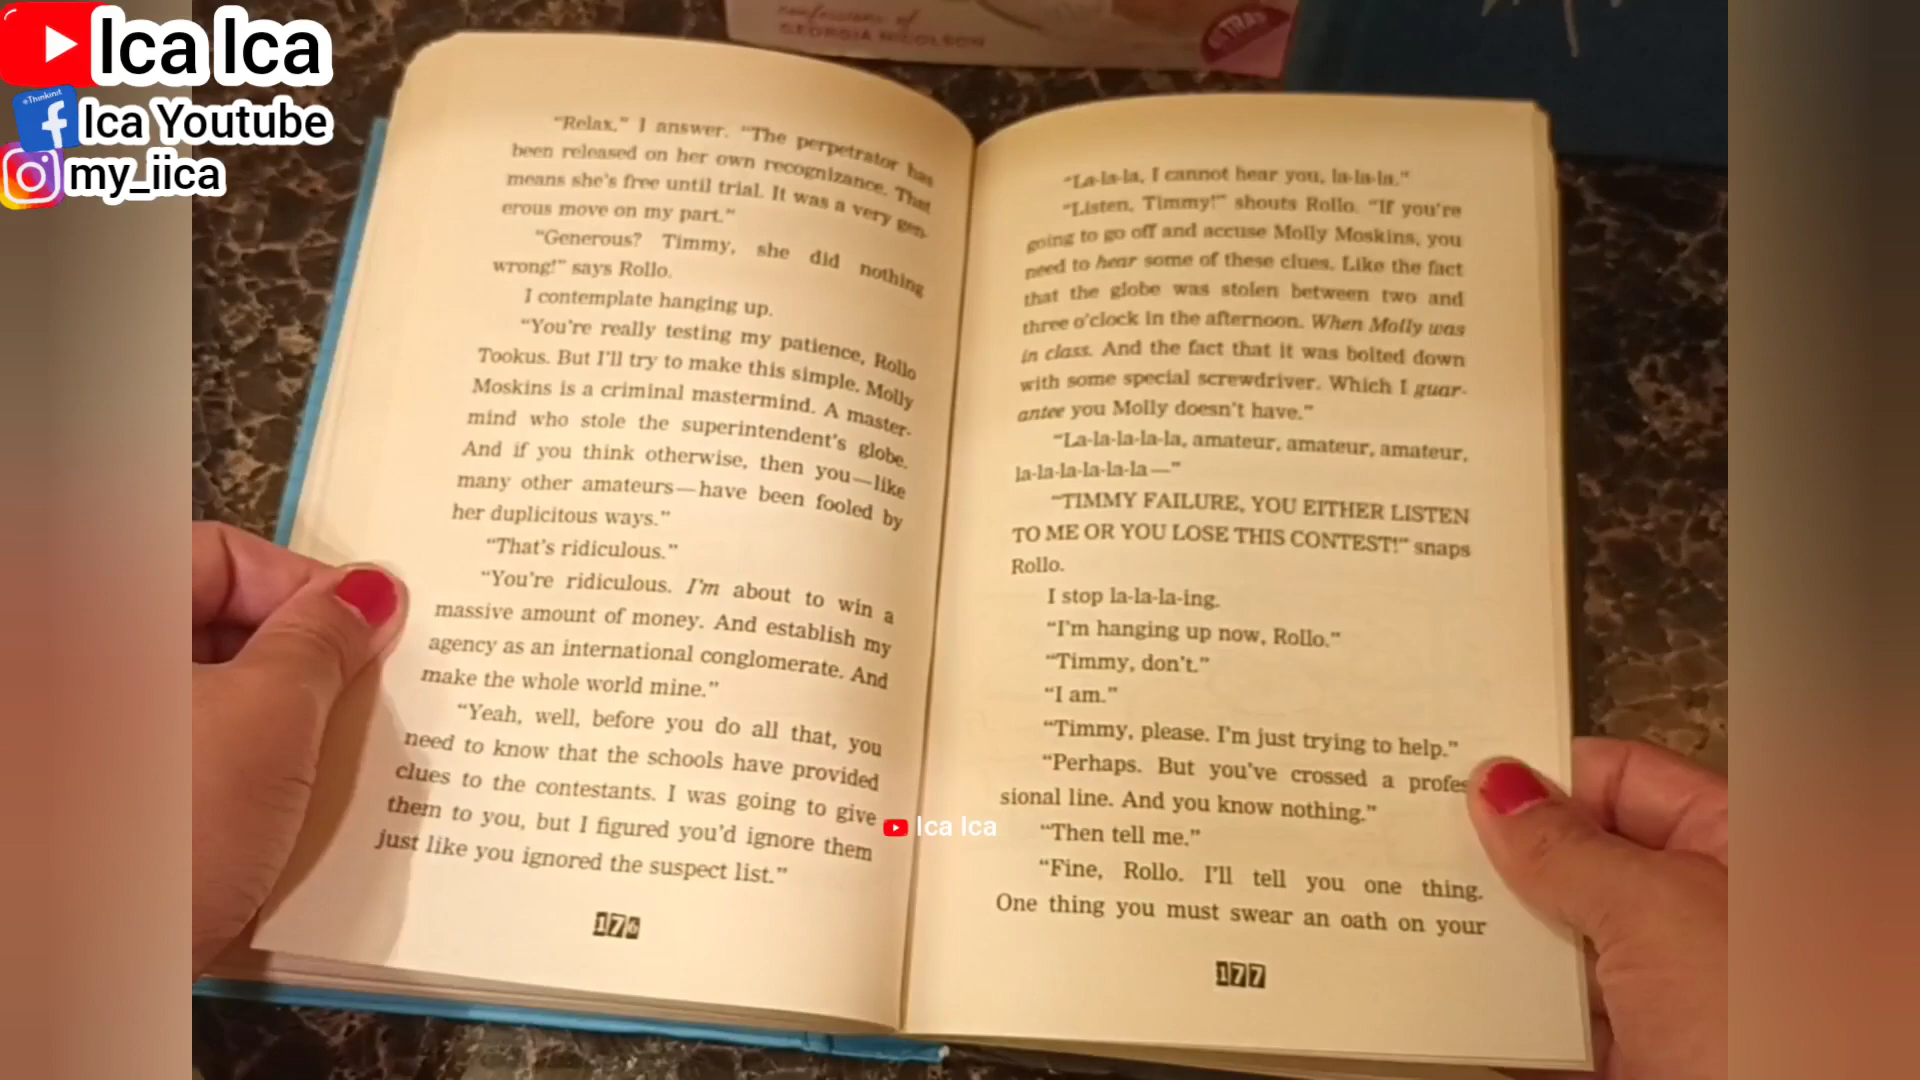 Ica Ica
@Thinkinit
Ica Youtube
my_iica
confessions of
GEORGIA NICOLSON
"Relax," I answer. "The perpetrator has
been released on her own recognizance. That
means she's free until trial. It was a very gen-
erous move on my part."
"Generous? Timmy, she did nothing
wrong!" says Rollo.
I contemplate hanging up.
"You're really testing my patience, Rollo
Tookus. But I'll try to make this simple. Molly
Moskins is a criminal mastermind. A master-
mind who stole the superintendent's globe.
And if you think otherwise, then you—like
many other amateurs—have been fooled by
her duplicitous ways."
"That's ridiculous."
"You're ridiculous. I'm about to win a
massive amount of money. And establish my
agency as an international conglomerate. And
make the whole world mine."
"Yeah, well, before you do all that, you
need to know that the schools have provided
clues to the contestants. I was going to give
them to you, but I figured you'd ignore them
just like you ignored the suspect list."
176
"La-la-la, I cannot hear you, la-la-la."
"Listen, Timmy!" shouts Rollo. "If you're
going to go off and accuse Molly Moskins, you
need to hear some of these clues. Like the fact
that the globe was stolen between two and
three o'clock in the afternoon. When Molly was
in class. And the fact that it was bolted down
with some special screwdriver. Which I guar-
antee you Molly doesn't have."
"La-la-la-la-la, amateur, amateur, amateur,
la-la-la-la-la-la—"
"TIMMY FAILURE, YOU EITHER LISTEN
TO ME OR YOU LOSE THIS CONTEST!" snaps
Rollo.
I stop la-la-la-ing.
"I'm hanging up now, Rollo."
"Timmy, don't."
"I am."
"Timmy, please. I'm just trying to help."
"Perhaps. But you've crossed a profes
sional line. And you know nothing."
"Then tell me."
"Fine, Rollo. I'll tell you one thing.
One thing you must swear an oath on your
177
Ica Ica